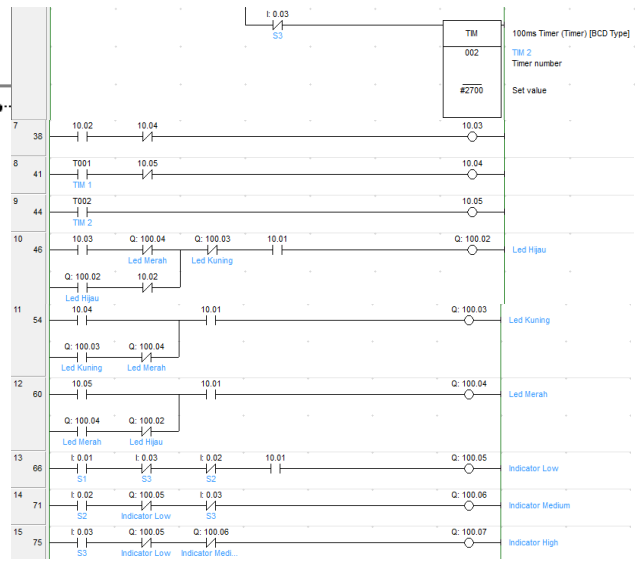 I: 0.03
S3
TIM 100ms Timer (Timer) [BCD Type]
002 TIM 2
Timer number
#2700 Set value
7
38 10.02 10.04 10.03
8
41 T001 10.05 10.04
TIM 1
9
44 T002 10.05
TIM 2
10
46 10.03 Q: 100.04 Q: 100.03 10.01 Q: 100.02 Led Hijau
Led Merah Led Kuning
Q: 100.02 10.02
Led Hijau
11
54 10.04 10.01 Q: 100.03 Led Kuning
Q: 100.03 Q: 100.04
Led Kuning Led Merah
12
60 10.05 10.01 Q: 100.04 Led Merah
Q: 100.04 Q: 100.02
Led Merah Led Hijau
13
66 I: 0.01 I: 0.03 I: 0.02 10.01 Q: 100.05 Indicator Low
S1 S3 S2
14
71 I: 0.02 Q: 100.05 I: 0.03 Q: 100.06 Indicator Medium
S2 Indicator Low S3
15
75 I: 0.03 Q: 100.05 Q: 100.06 Q: 100.07 Indicator High
S3 Indicator Low Indicator Medi...